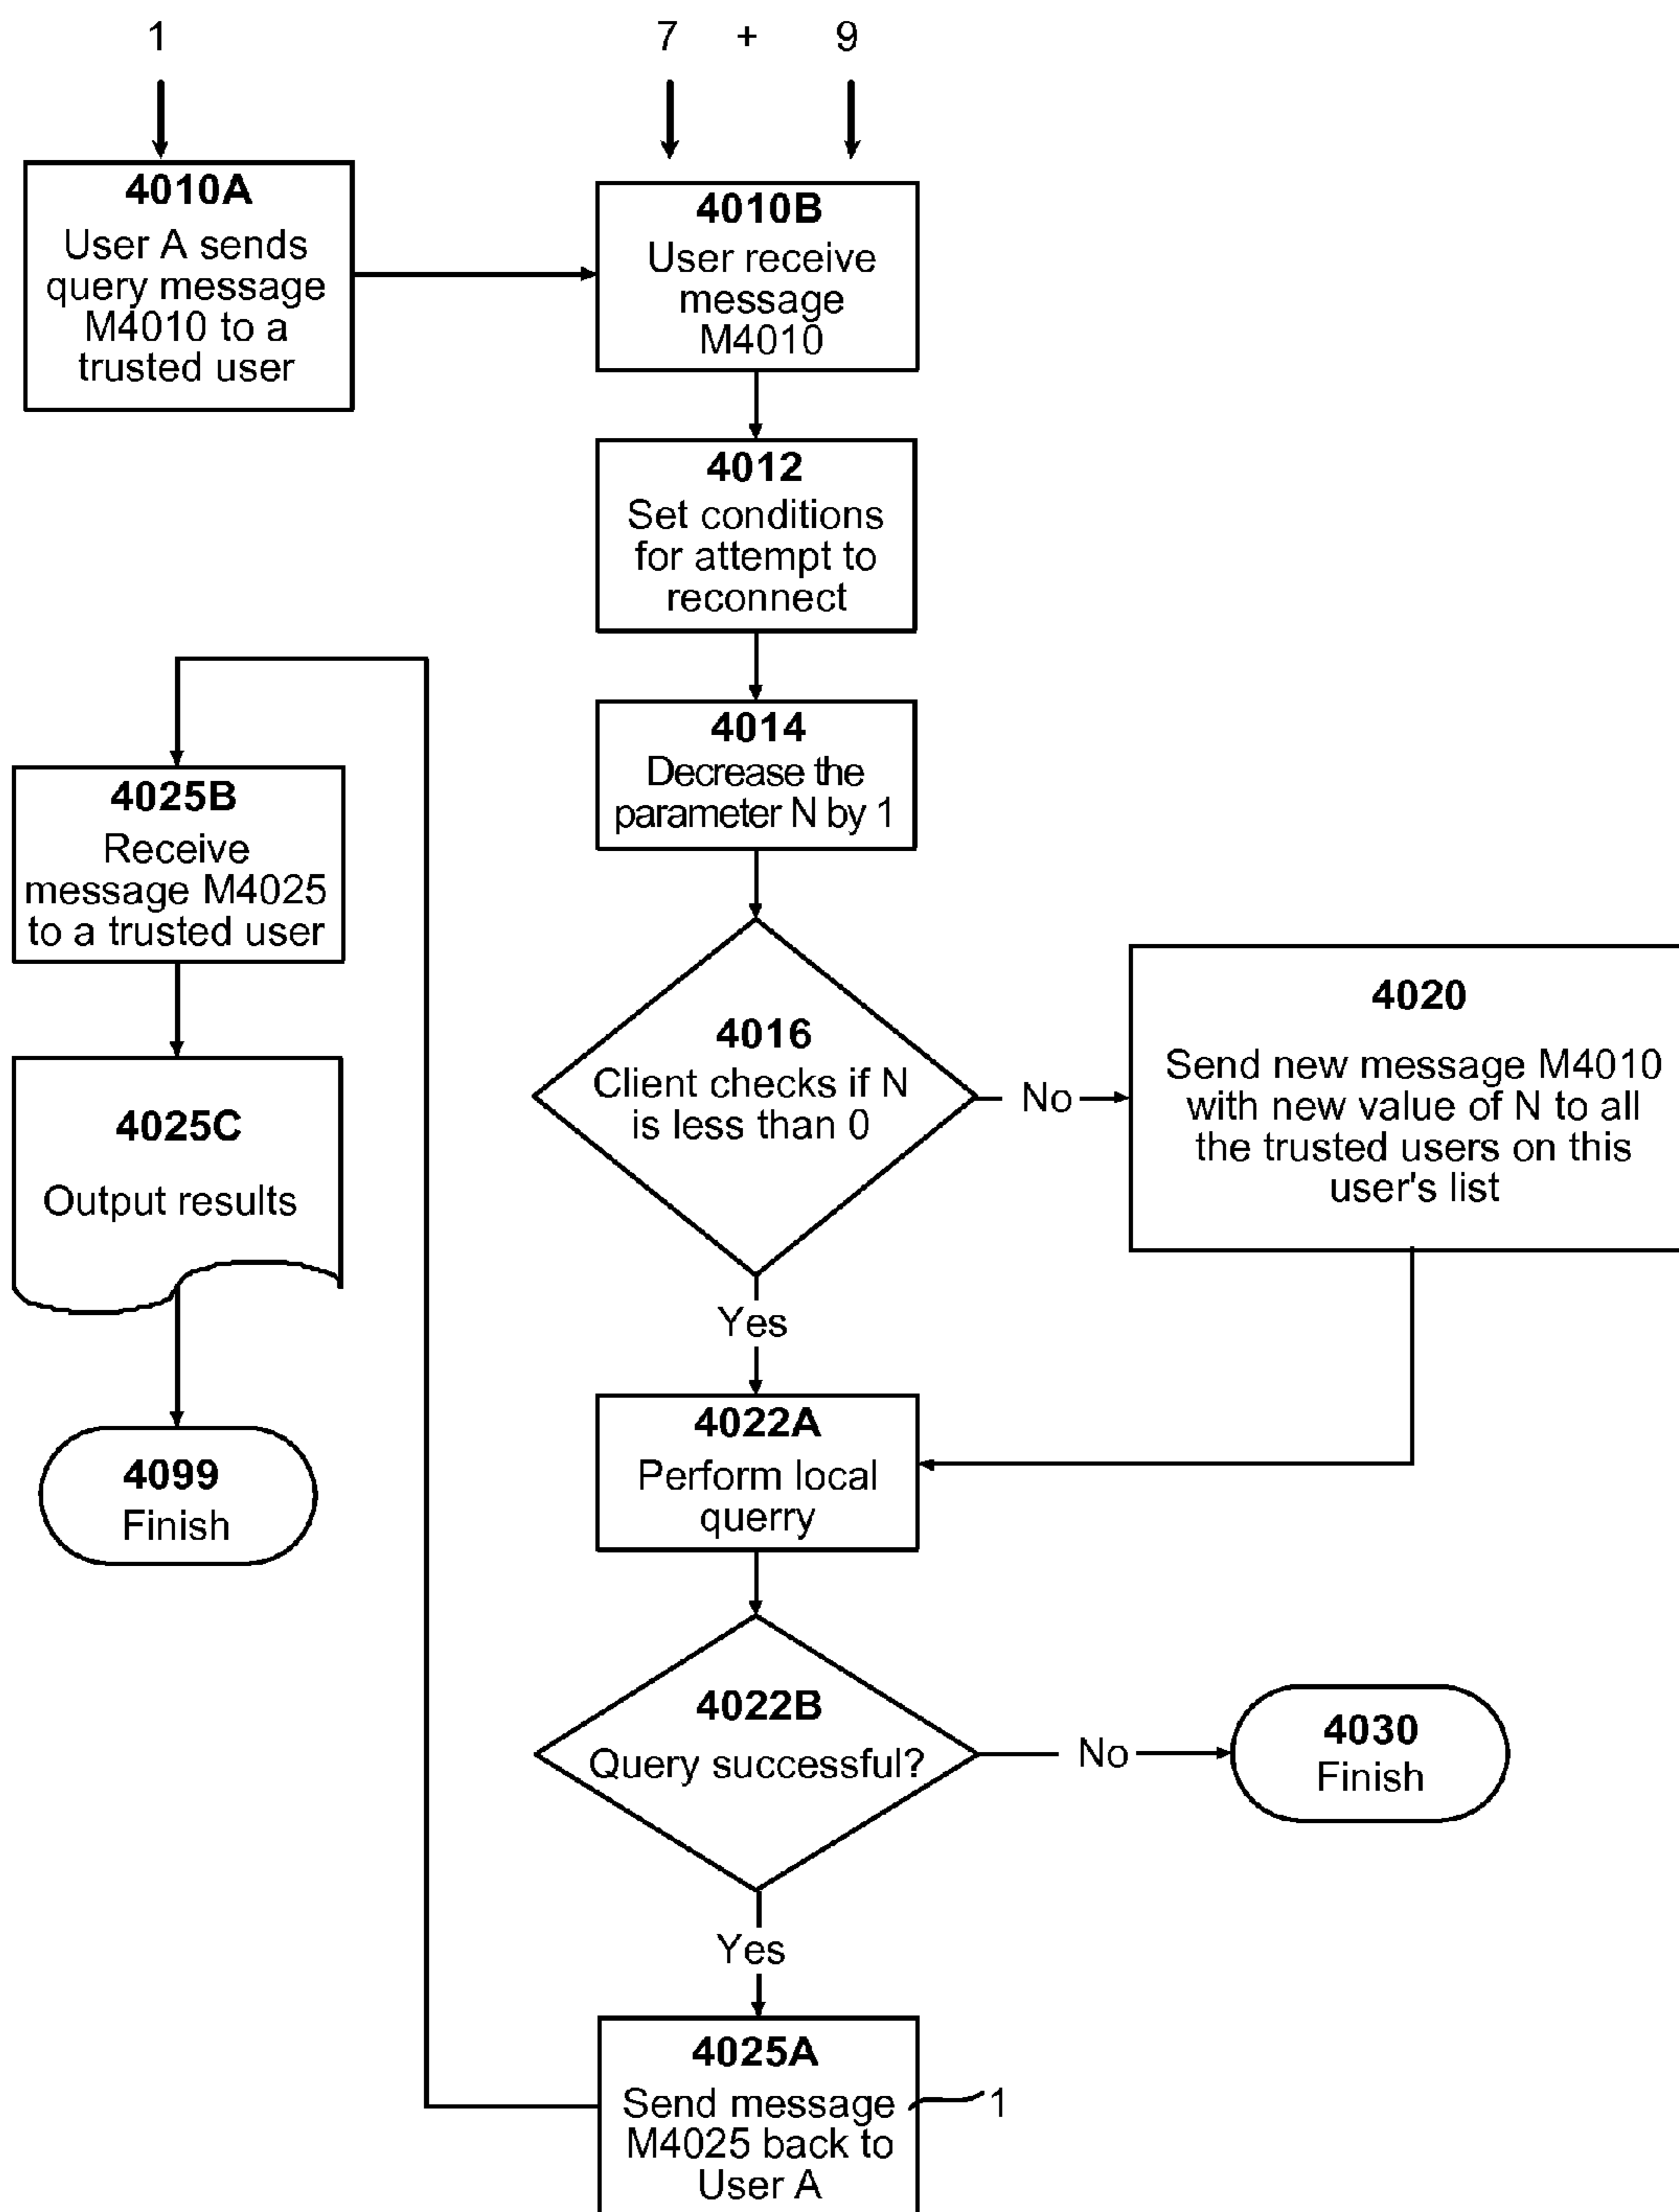 1
7 + 9
4010A
User A sends
query message
M4010 to a
trusted user
4010B
User receive
message
M4010
4012
Set conditions
for attempt to
reconnect
4014
Decrease the
parameter N by 1
4025B
Receive
message M4025
to a trusted user
4016
Client checks if N
is less than 0
No
4020
Send new message M4010
with new value of N to all
the trusted users on this
user's list
4025C
Output results
Yes
4022A
Perform local
querry
4099
Finish
4022B
Query successful?
No
4030
Finish
Yes
4025A
Send message
M4025 back to
User A
1